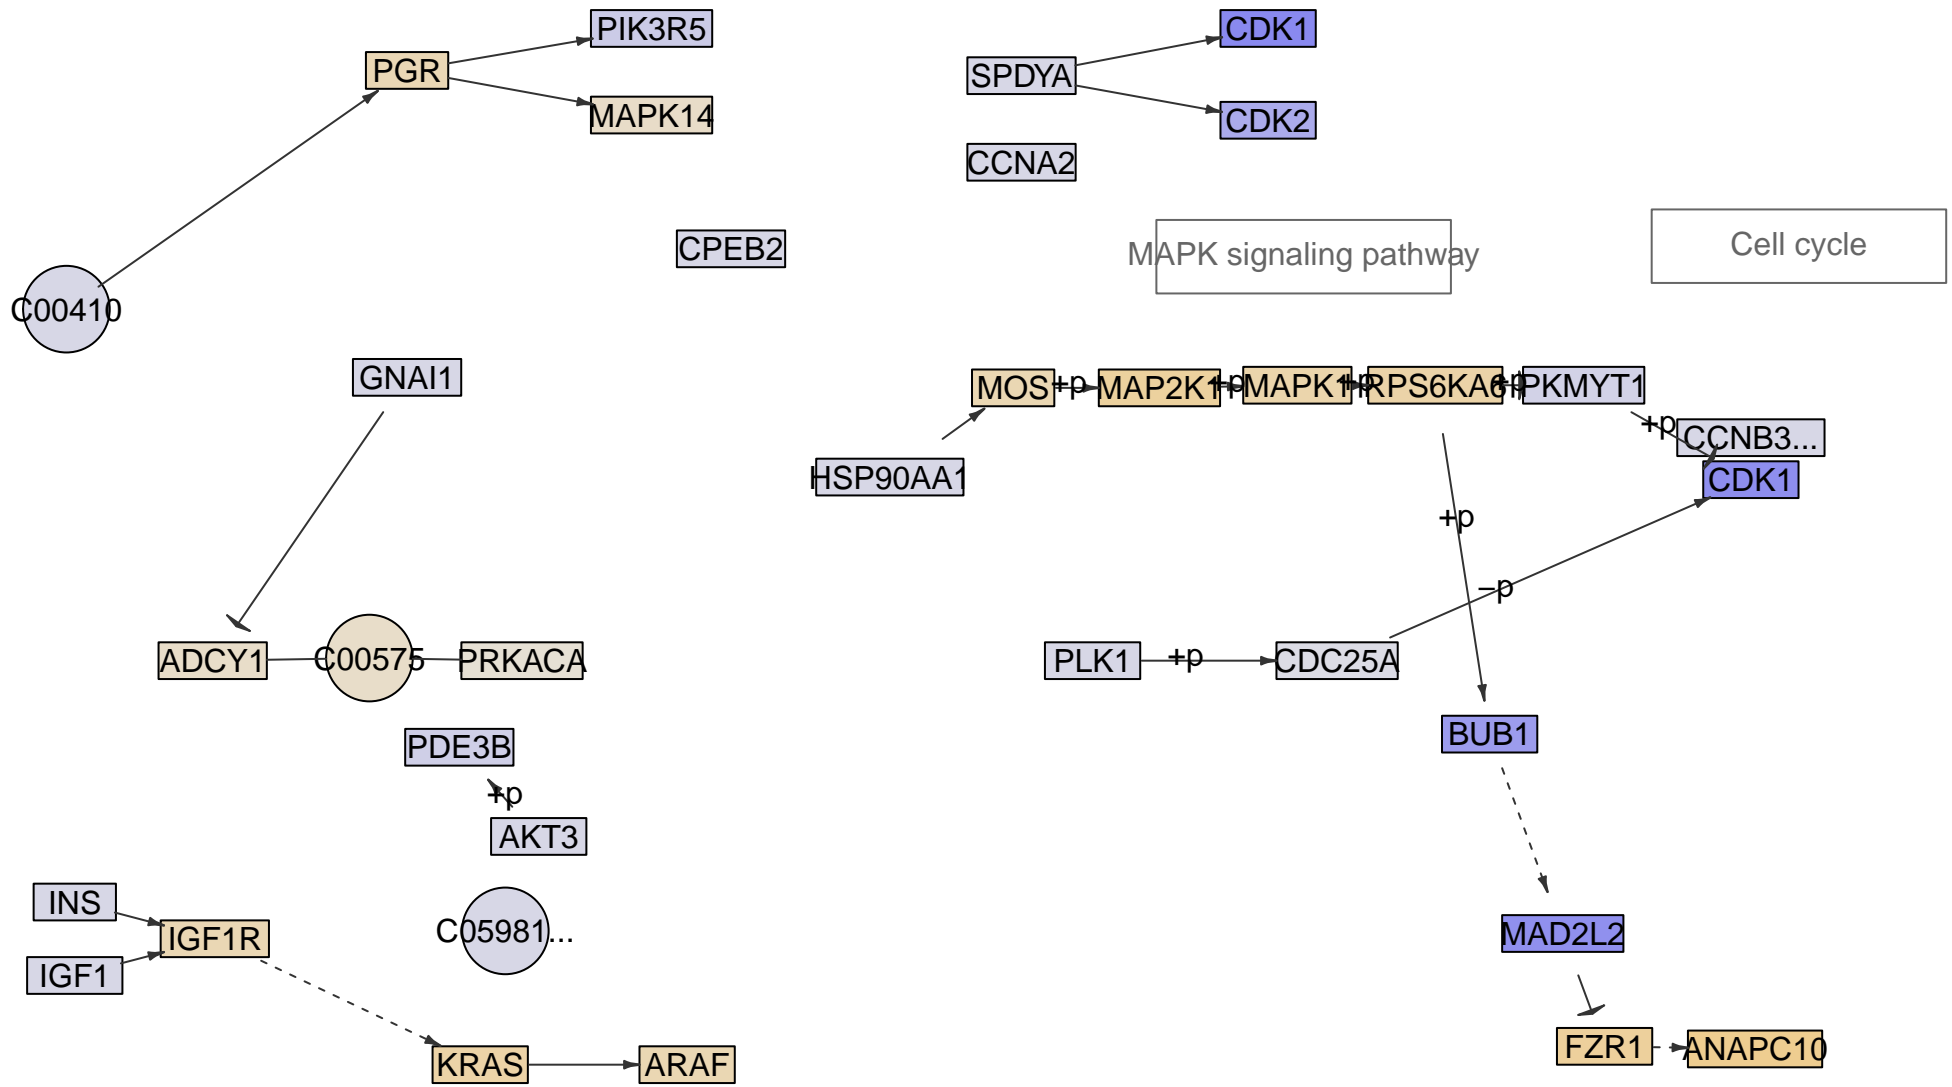 PIK3R5
CDK1
PGR
SPDYA
MAPK14
CDK2
CCNA2
CPEB2
MAPK signaling pathway
Cell cycle
C00410
GNAI1
MOS
+p
MAP2K1
+p
MAPK1
+p
RPS6KA6
+p
PKMYT1
+p
CCNB3...
HSP90AA1
CDK1
+p
−p
ADCY1
C00575
PRKACA
PLK1
+p
CDC25A
BUB1
PDE3B
+p
AKT3
INS
IGF1R
C05981...
MAD2L2
IGF1
FZR1
ANAPC10
KRAS
ARAF